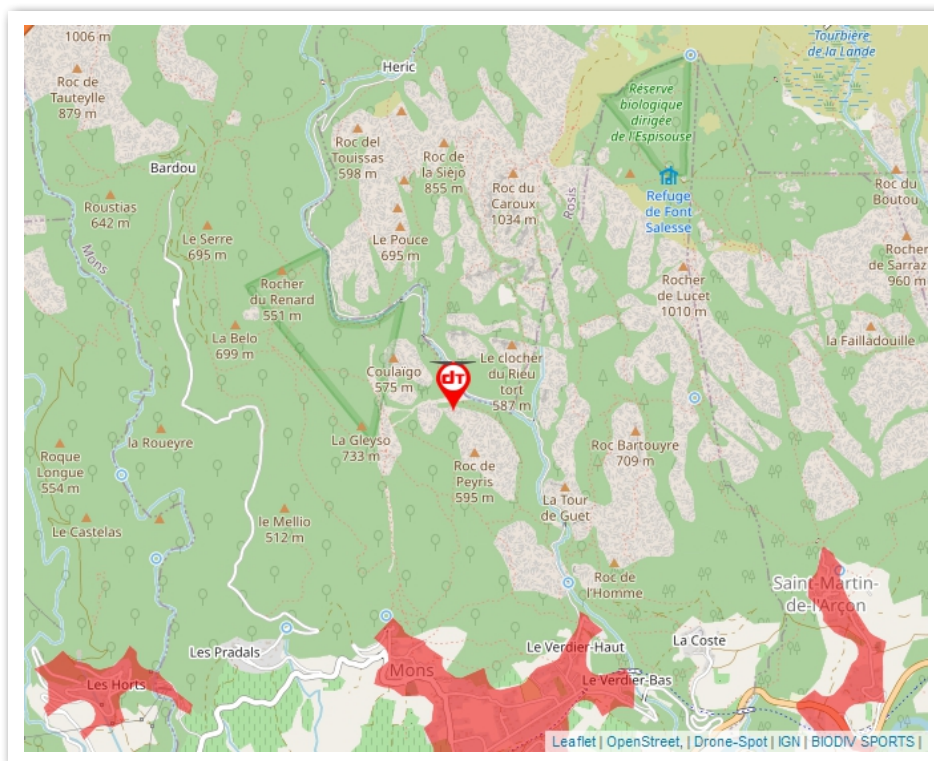 1006 m
Roc de
Tauteylle
879 m
Heric
Tourbière
de la Lande
Réserve
biologique
dirigée
de l'Espisouse
Roc del
Touissas
598 m
Roc de
la Sièjo
855 m
Bardou
Roc du
Caroux
1034 m
Refuge
de Font
Salesse
Roc du
Boutou
Roustias
642 m
Rosis
Le Serre
695 m
Le Pouce
695 m
Mons
Rocher
de Sarraz
960 m
Rocher
du Renard
551 m
Rocher
de Lucet
1010 m
La Belo
699 m
la Failladouille
Coulaïgo
575 m
dT
Le clocher
du Rieu
tort
587 m
la Roueyre
La Gleyso
733 m
Roque
Longue
554 m
Roc Bartouyre
709 m
Roc de
Peyris
595 m
La Tour
de Guet
Le Castelas
le Mellio
512 m
Roc de
l'Homme
Saint-Martin-
de-l'Arçon
Les Pradals
Mons
Le Verdier-Haut
La Coste
Les Horts
Le Verdier-Bas
Leaflet | OpenStreet, | Drone-Spot | IGN | BIODIV SPORTS |